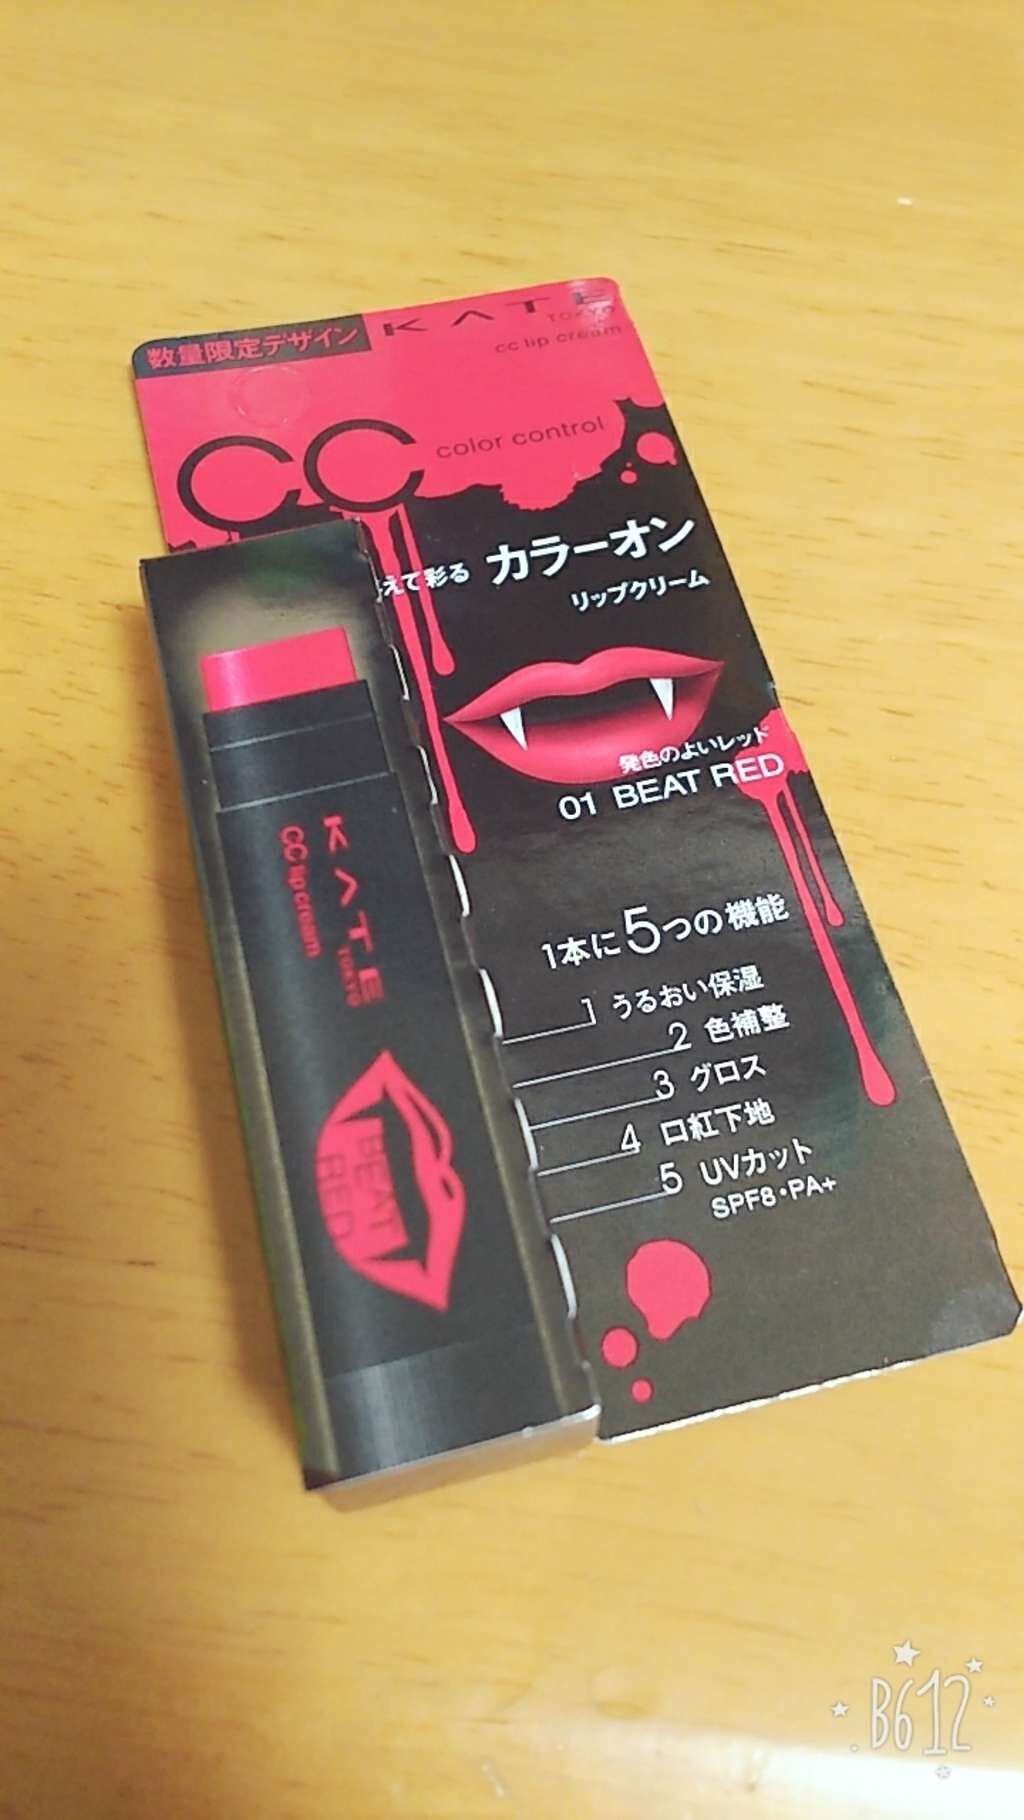 数量限定デザイン
KATE
TOKYO
cc lip cream
CC color control
えて彩る カラーオン
リップクリーム
発色のよいレッド
01 BEAT RED
1本に5つの機能
1 うるおい保湿
2 色補整
3 グロス
4 口紅下地
5 UVカット
SPF8・PA+
KATE
TOKYO
CC lip cream
BEAT
RED
B612